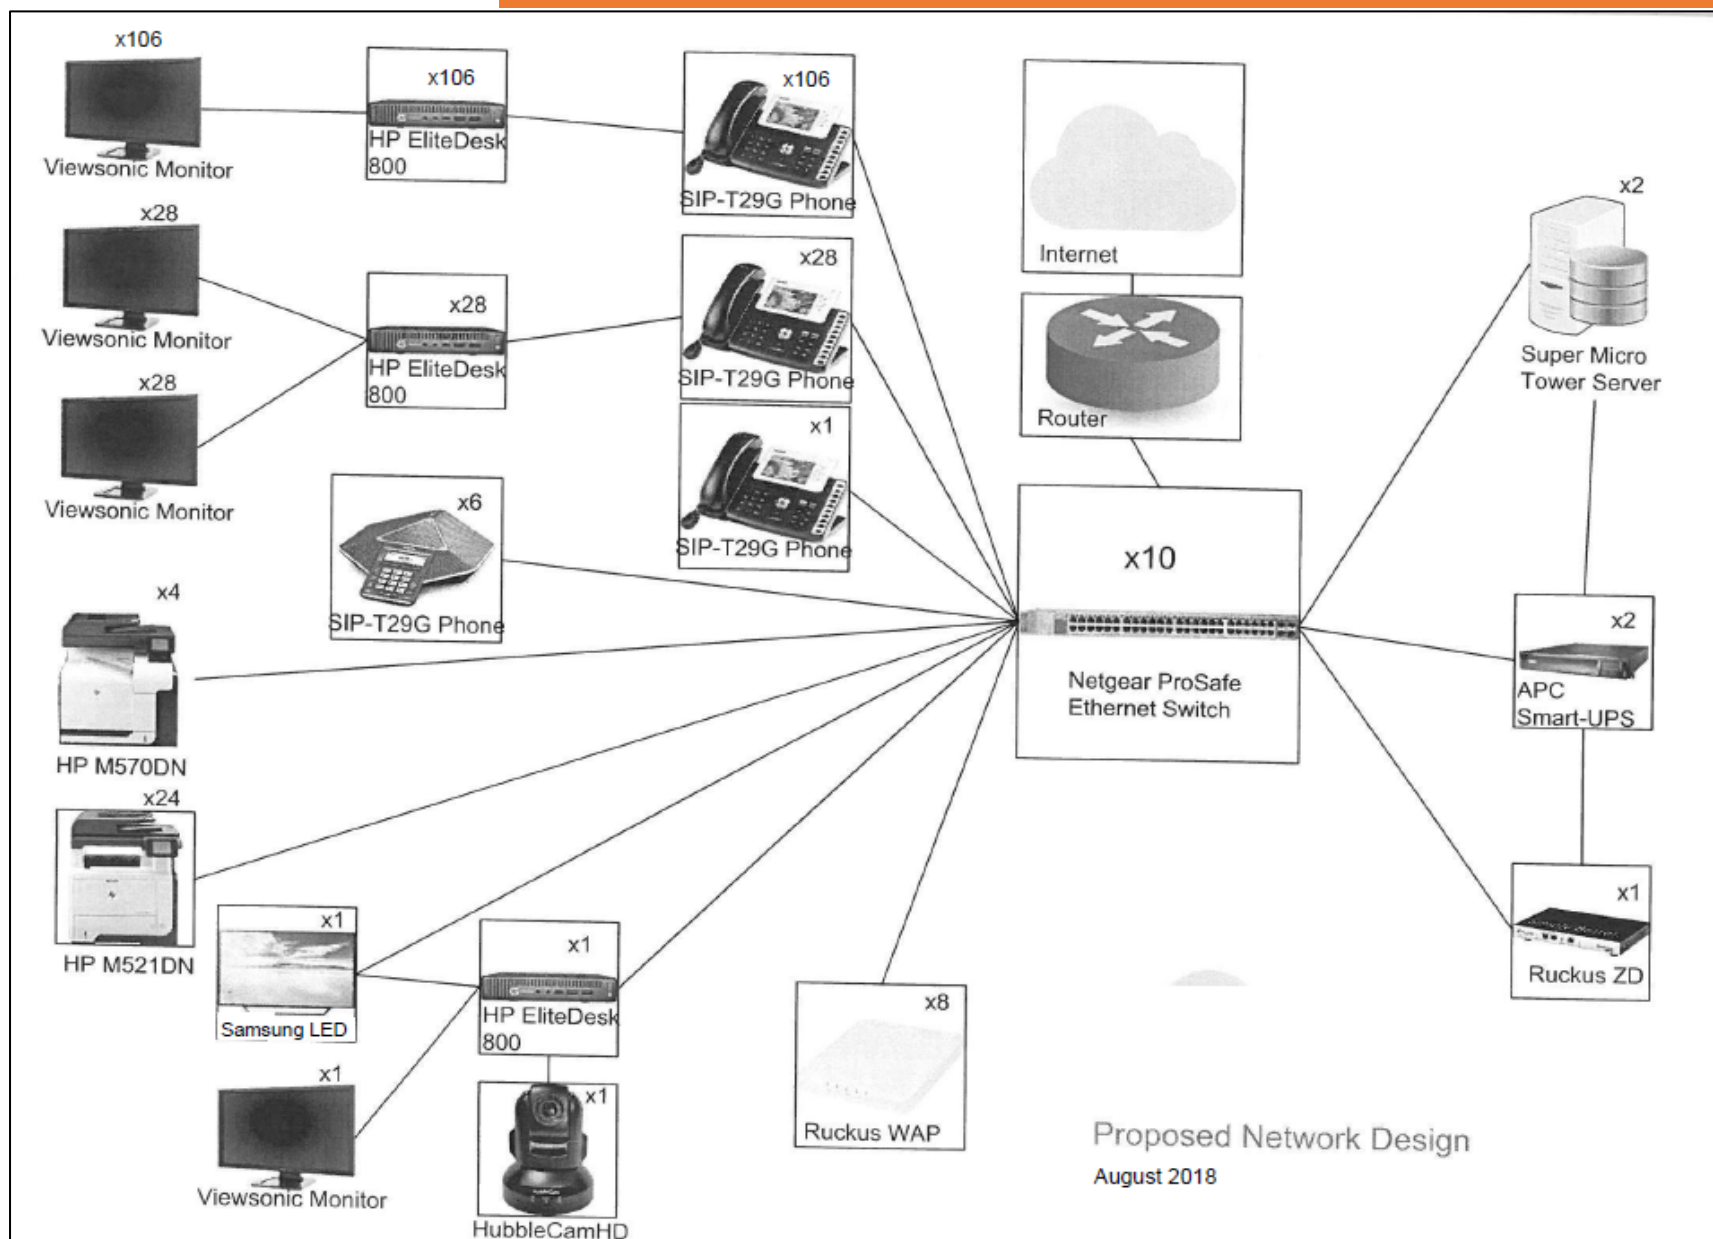 x106
Viewsonic Monitor
x106
HP EliteDesk
800
x106
SIP-T29G Phone
x28
Viewsonic Monitor
x28
HP EliteDesk
800
x28
SIP-T29G Phone
x28
Viewsonic Monitor
x1
SIP-T29G Phone
x6
SIP-T29G Phone
x4
HP M570DN
x24
HP M521DN
x1
Samsung LED
x1
HP EliteDesk
800
x1
Viewsonic Monitor
x1
HubbleCamHD
x8
Ruckus WAP
Internet
Router
x10
Netgear ProSafe
Ethernet Switch
x2
Super Micro
Tower Server
x2
APC
Smart-UPS
x1
Ruckus ZD
Proposed Network Design
August 2018